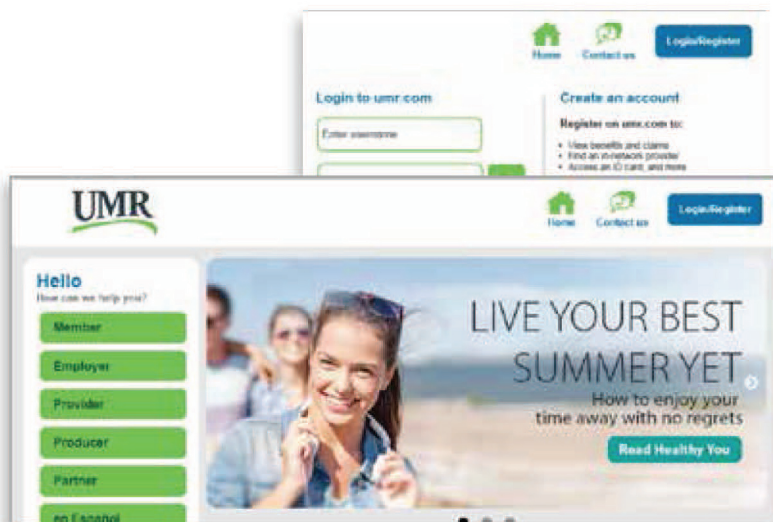 Home
Contact us
Login/Register
Login to umr.com
Enter username
Create an account
Register on umr.com to:
• View benefits and claims
• Find an in-network provider
• Access an ID card, and more
UMR
Home
Contact us
Login/Register
Hello
How can we help you?
Member
Employer
Provider
Producer
Partner
en Español
LIVE YOUR BEST
SUMMER YET
How to enjoy your
time away with no regrets
Read Healthy You